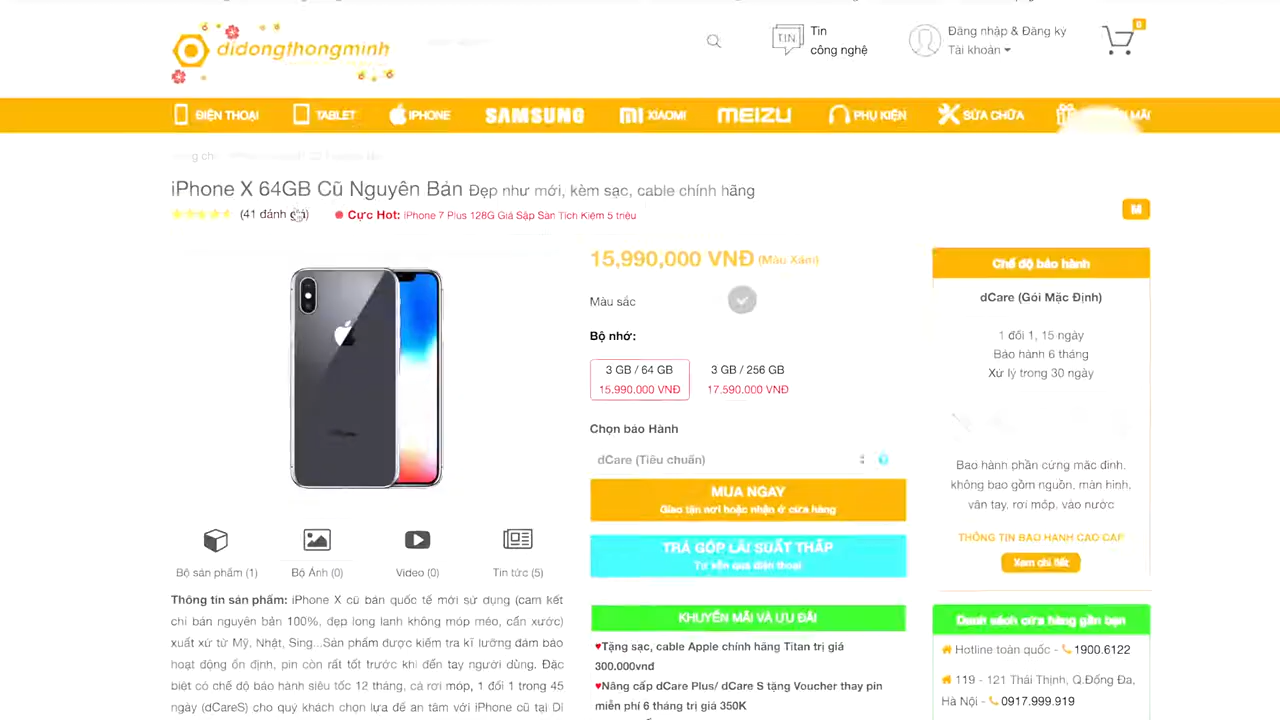 didongthongminh
TIN
Tin
công nghệ
Đăng nhập & Đăng ký
Tài khoản
0
ĐIỆN THOẠI
TABLET
IPHONE
SAMSUNG
MI XIAOMI
MEIZU
PHỤ KIỆN
SỬA CHỮA
MÃI
iPhone X 64GB Cũ Nguyên Bản Đẹp như mới, kèm sạc, cable chính hãng
(41 đánh giá)
Cực Hot: iPhone 7 Plus 128G Giá Sập Sàn Tích Kiệm 5 triệu
M
15,990,000 VNĐ (Màu Xám)
Màu sắc
Bộ nhớ:
3 GB / 64 GB
15.990.000 VNĐ
3 GB / 256 GB
17.590.000 VNĐ
Chọn bảo Hành
dCare (Tiêu chuẩn)
MUA NGAY
Giao tận nơi hoặc nhận ở cửa hàng
TRẢ GÓP LÃI SUẤT THẤP
Tư vấn qua điện thoại
KHUYẾN MÃI VÀ ƯU ĐÃI
♥Tặng sạc, cable Apple chính hãng Titan trị giá
300.000vnđ
♥Nâng cấp dCare Plus/ dCare S tặng Voucher thay pin
miễn phí 6 tháng trị giá 350K
Chế độ bảo hành
dCare (Gói Mặc Định)
1 đổi 1, 15 ngày
Bảo hành 6 tháng
Xử lý trong 30 ngày
Bảo hành phần cứng mặc định.
không bao gồm nguồn, màn hình,
vân tay, rơi móp, vào nước
THÔNG TIN BẢO HÀNH CAO CẤP
Xem chi tiết
Danh sách cửa hàng gần bạn
Hotline toàn quốc - 1900.6122
119 - 121 Thái Thịnh, Q.Đống Đa,
Hà Nội - 0917.999.919
Bộ sản phẩm (1)
Bộ Ảnh (0)
Video (0)
Tin tức (5)
Thông tin sản phẩm: iPhone X cũ bản quốc tế mới sử dụng (cam kết
chỉ bán nguyên bản 100%, đẹp long lanh không móp méo, cấn xước)
xuất xứ từ Mỹ, Nhật, Sing...Sản phẩm được kiểm tra kĩ lưỡng đảm bảo
hoạt động ổn định, pin còn rất tốt trước khi đến tay người dùng. Đặc
biệt có chế độ bảo hành siêu tốc 12 tháng, cả rơi móp, 1 đổi 1 trong 45
ngày (dCareS) cho quý khách chọn lựa để an tâm với iPhone cũ tại Di